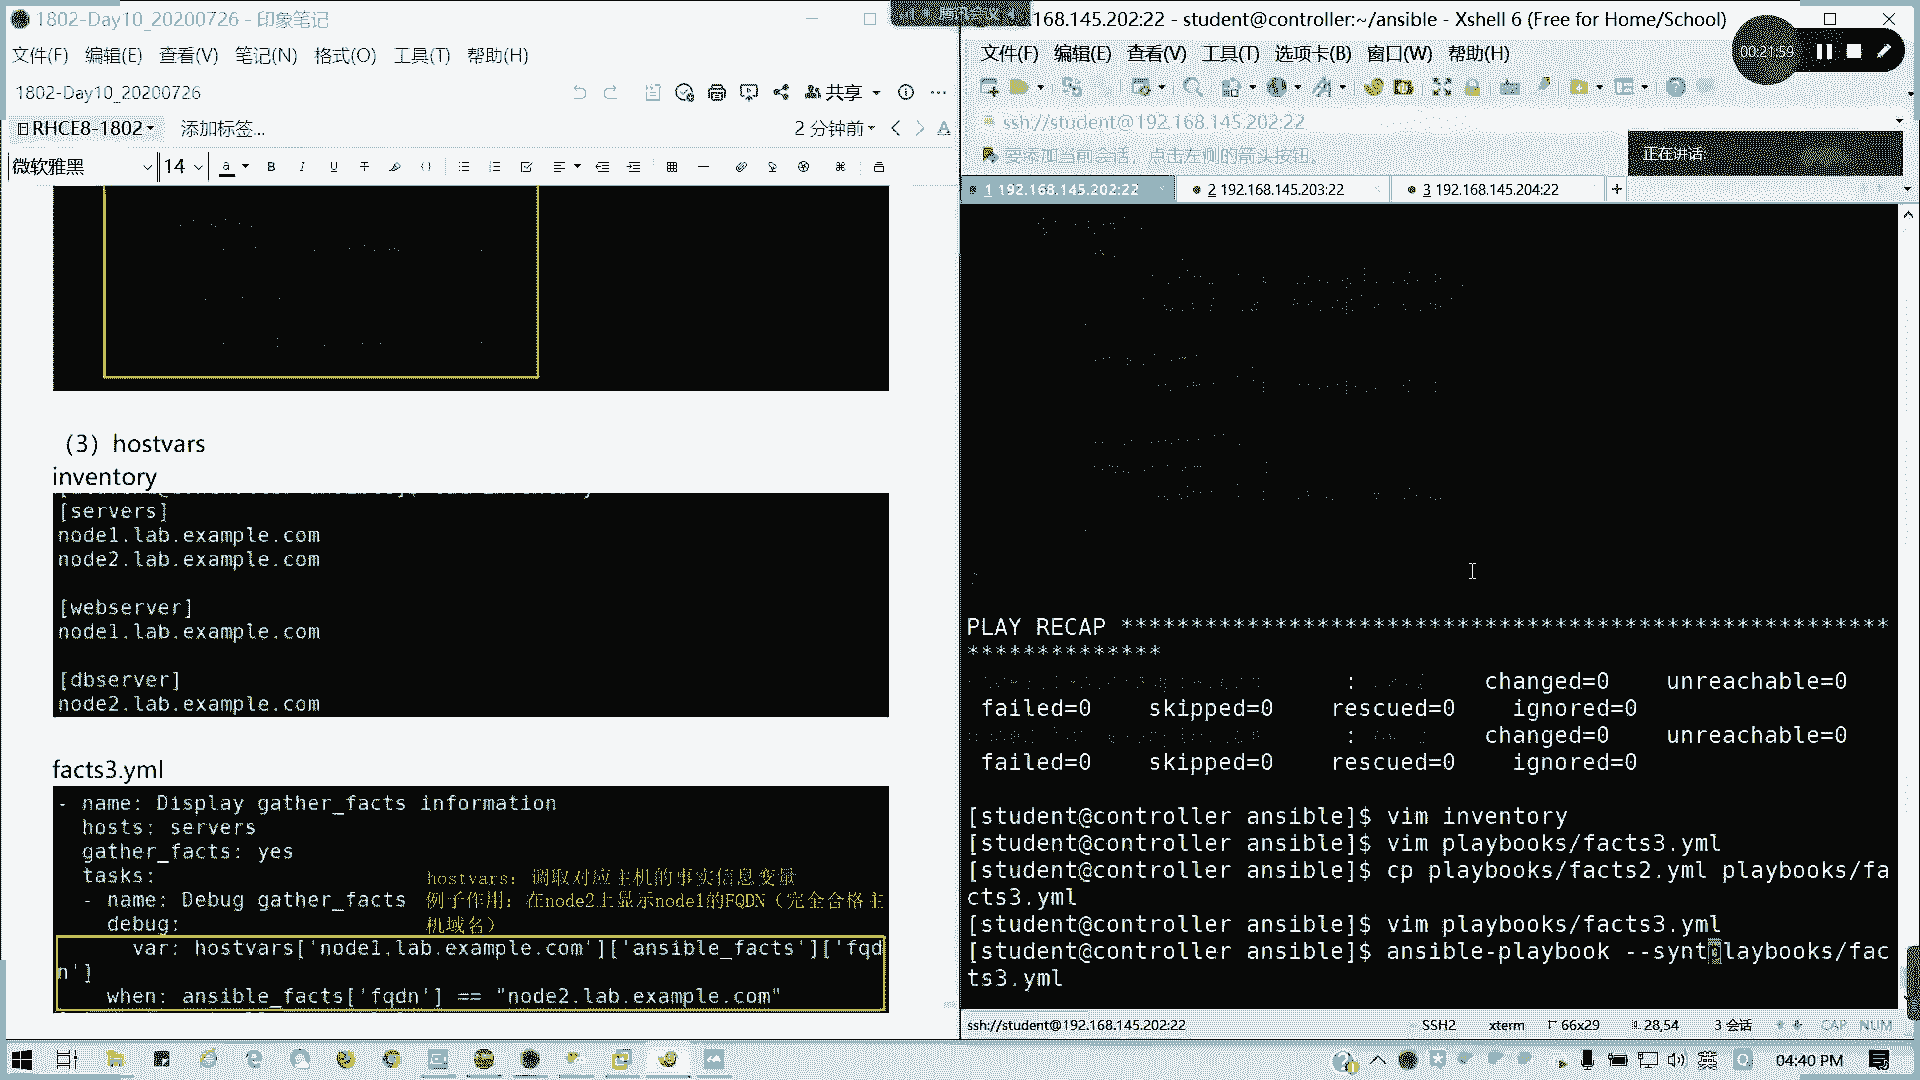 1802-Day10_20200726 - 印象笔记
文件(F) 编辑(E) 查看(V) 笔记(N) 格式(O) 工具(T) 帮助(H)
1802-Day10_20200726
共享
RHCE8-1802
添加标签...
2 分钟前
微软雅黑
14
（3）hostvars
inventory
[servers]
node1.lab.example.com
node2.lab.example.com
[webserver]
node1.lab.example.com
[dbserver]
node2.lab.example.com
facts3.yml
- name: Display gather_facts information
hosts: servers
gather_facts: yes
tasks:
- name: Debug gather_facts
debug:
var: hostvars['node1.lab.example.com']['ansible_facts']['fqd
n']
when: ansible_facts['fqdn'] == "node2.lab.example.com"
hostvars：调取对应主机的事实信息变量
例子作用：在node2上显示node1的FQDN（完全合格主
机域名）
168.145.202:22 - student@controller:~/ansible - Xshell 6 (Free for Home/School)
文件(F) 编辑(E) 查看(V) 工具(T) 选项卡(B) 窗口(W) 帮助(H)
00:21:59
ssh://student@192.168.145.202:22
要添加当前会话，点击左侧的箭头按钮。
正在讲话:
1 192.168.145.202:22
2 192.168.145.203:22
3 192.168.145.204:22
PLAY RECAP *******************************************************
**************
: changed=0 unreachable=0
failed=0 skipped=0 rescued=0 ignored=0
: changed=0 unreachable=0
failed=0 skipped=0 rescued=0 ignored=0
[student@controller ansible]$ vim inventory
[student@controller ansible]$ vim playbooks/facts3.yml
[student@controller ansible]$ cp playbooks/facts2.yml playbooks/fa
cts3.yml
[student@controller ansible]$ vim playbooks/facts3.yml
[student@controller ansible]$ ansible-playbook --synt laybooks/fac
ts3.yml
ssh://student@192.168.145.202:22
SSH2
xterm
66x29
28,54
3 会话
CAP NUM
英
04:40 PM